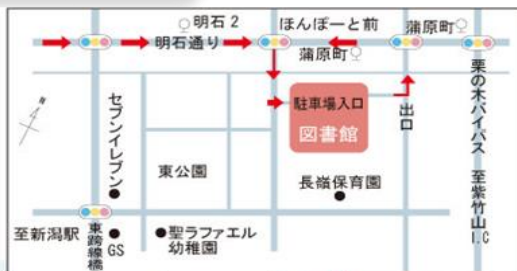 明石2
ほんぽーと前
蒲原町
明石通り
蒲原町
栗の木バイパス 至紫竹山I.C
駐車場入口
図書館
出口
セブンイレブン
東公園
長嶺保育園
至新潟駅
東跨線橋
GS
聖ラファエル
幼稚園
N